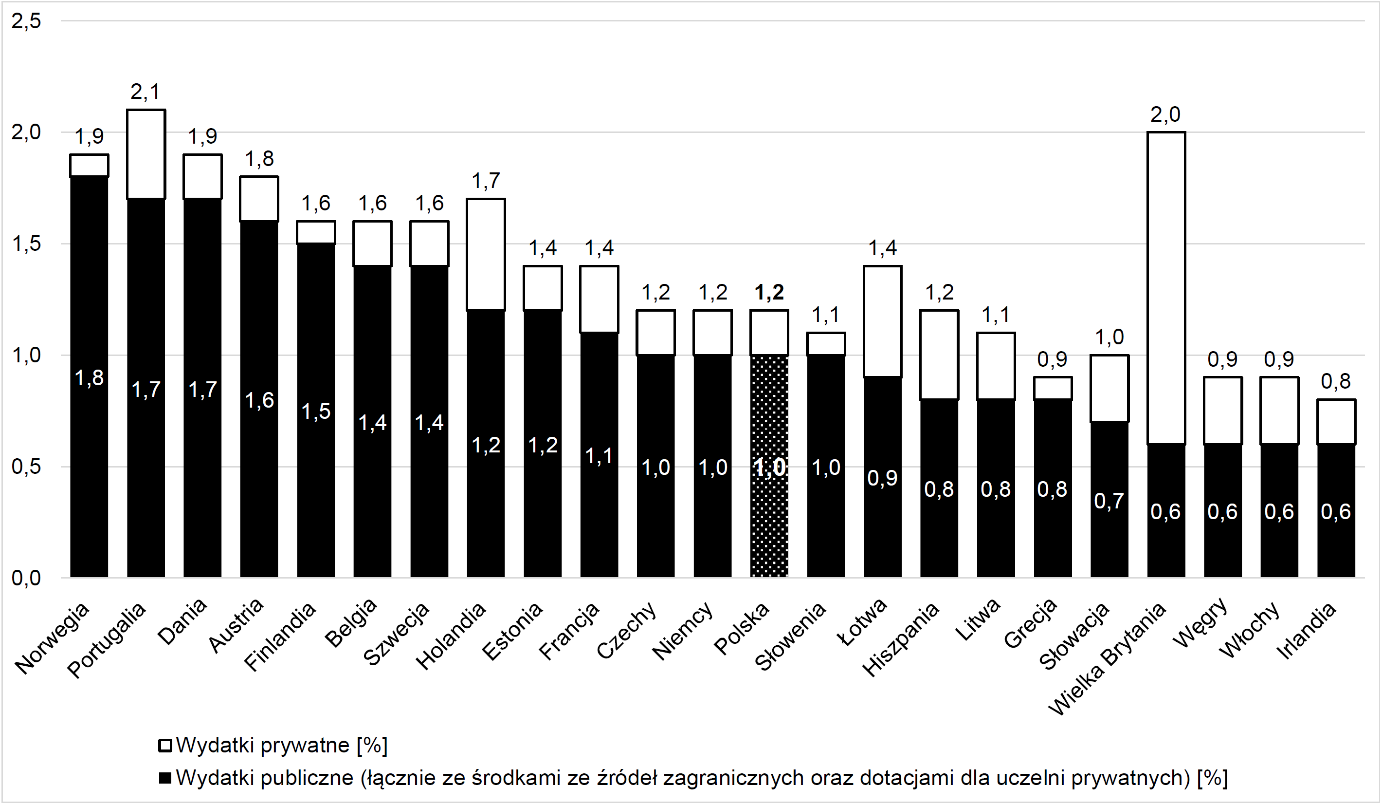 2,5
2,0
1,5
1,0
0,5
0,0
1,9 2,1 1,9 1,8 1,6 1,6 1,6 1,7 1,4 1,4 1,2 1,2 1,2 1,1 1,4 1,2 1,1 0,9 1,0 2,0 0,9 0,9 0,8
1,8 1,7 1,7 1,6 1,5 1,4 1,4 1,2 1,2 1,1 1,0 1,0 1,0 1,0 0,9 0,8 0,8 0,8 0,7 0,6 0,6 0,6 0,6
Norwegia
Portugalia
Dania
Austria
Finlandia
Belgia
Szwecja
Holandia
Estonia
Francja
Czechy
Niemcy
Polska
Słowenia
Łotwa
Hiszpania
Litwa
Grecja
Słowacja
Wielka Brytania
Węgry
Włochy
Irlandia
Wydatki prywatne [%]
Wydatki publiczne (łącznie ze środkami ze źródeł zagranicznych oraz dotacjami dla uczelni prywatnych) [%]